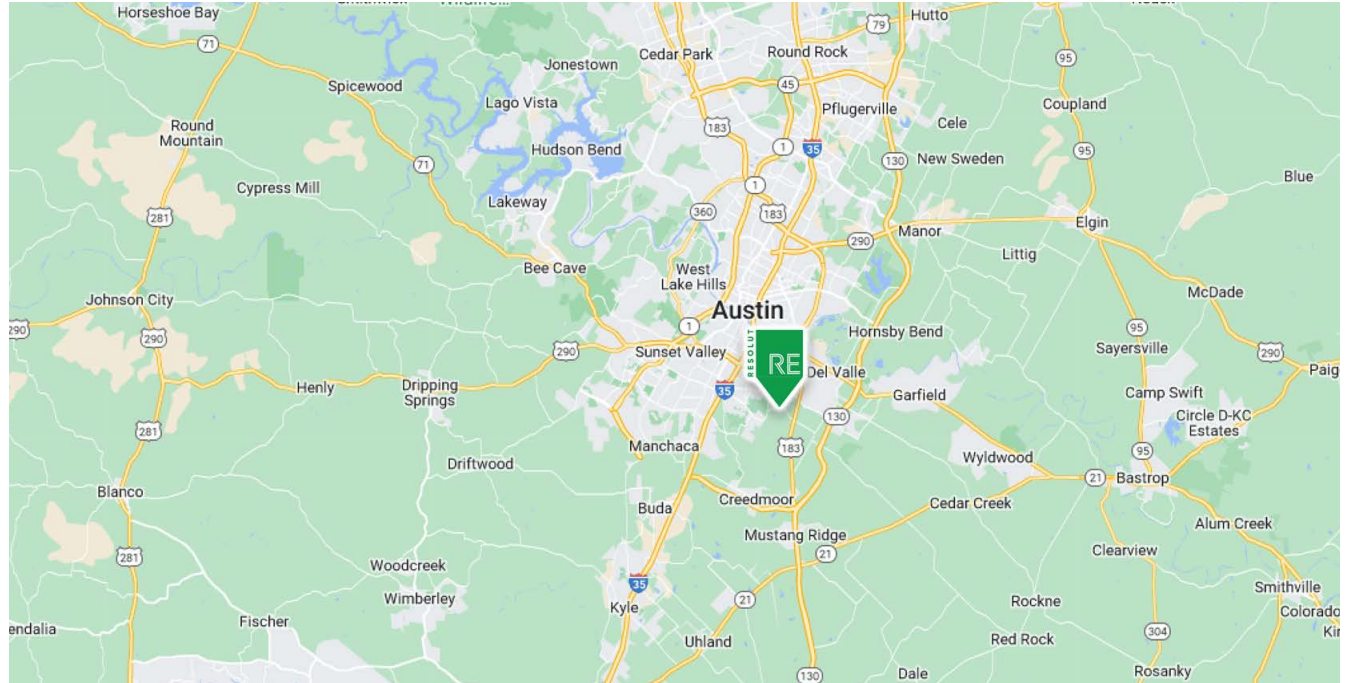 Horseshoe Bay
Hutto
79
71
Cedar Park
Round Rock
95
Jonestown
Spicewood
45
Lago Vista
Pflugerville
Coupland
Round
Mountain
183
Cele
Hudson Bend
1
35
95
71
130
New Sweden
Blue
Cypress Mill
1
Lakeway
360
183
281
Elgin
Manor
290
Littig
Bee Cave
West
Lake Hills
McDade
Johnson City
Austin
290
1
Hornsby Bend
95
290
Sunset Valley
RESOLUT
RE
Sayersville
290
290
Del Valle
Paig
Henly
Dripping
Springs
35
Garfield
Camp Swift
130
Circle D-KC
Estates
281
Manchaca
183
95
Driftwood
Wyldwood
21
Bastrop
Blanco
Creedmoor
Cedar Creek
Buda
Alum Creek
Mustang Ridge
281
21
Clearview
Woodcreek
35
Smithville
Wimberley
21
Rockne
Kyle
Colorado
endalia
Fischer
304
Kir
Uhland
Red Rock
130
Dale
Rosanky